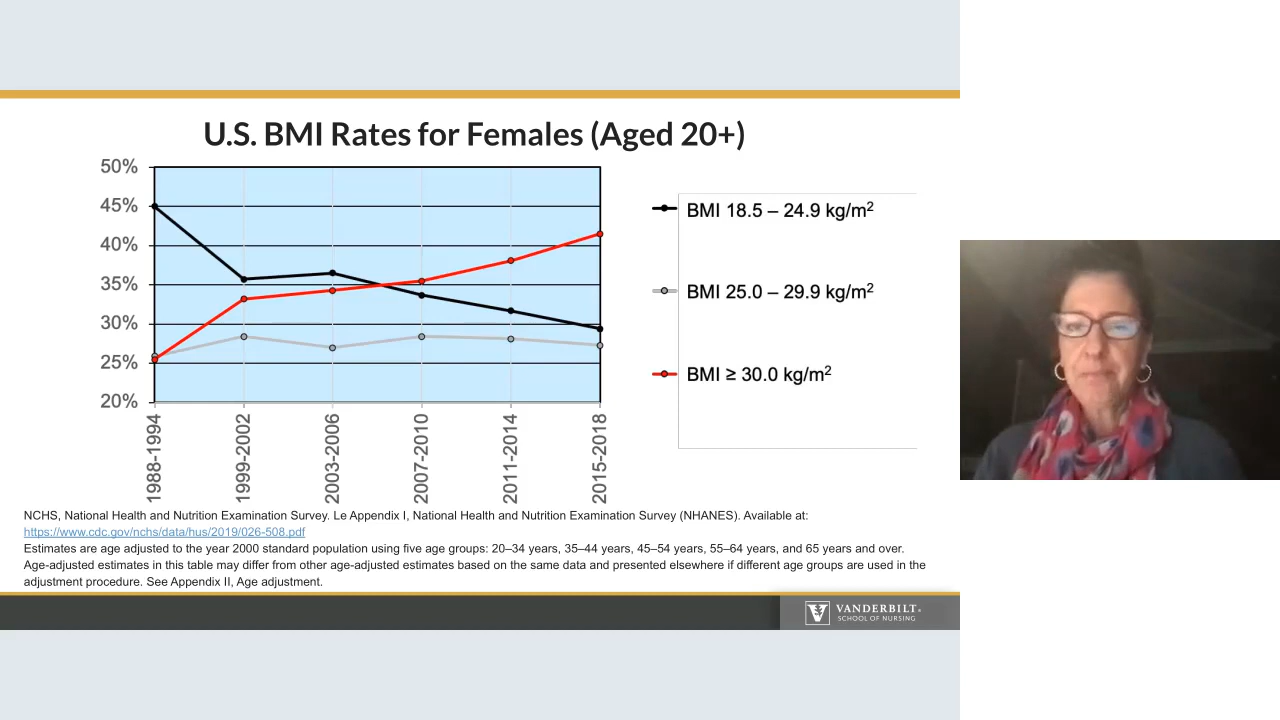 U.S. BMI Rates for Females (Aged 20+)
50%
45%
40%
35%
30%
25%
20%
1988-1994
1999-2002
2003-2006
2007-2010
2011-2014
2015-2018
BMI 18.5 – 24.9 kg/m²
BMI 25.0 – 29.9 kg/m²
BMI ≥ 30.0 kg/m²
NCHS, National Health and Nutrition Examination Survey. Le Appendix I, National Health and Nutrition Examination Survey (NHANES). Available at:
https://www.cdc.gov/nchs/data/hus/2019/026-508.pdf
Estimates are age adjusted to the year 2000 standard population using five age groups: 20–34 years, 35–44 years, 45–54 years, 55–64 years, and 65 years and over.
Age-adjusted estimates in this table may differ from other age-adjusted estimates based on the same data and presented elsewhere if different age groups are used in the
adjustment procedure. See Appendix II, Age adjustment.
VANDERBILT
SCHOOL OF NURSING